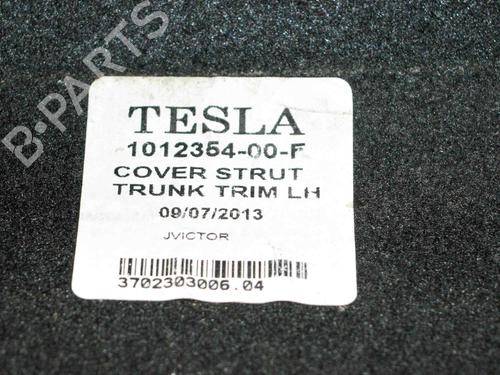 B-PARTS
TESLA
1012354-00-F
COVER STRUT
TRUNK TRIM LH
09/07/2013
JVICTOR
3702303006.04